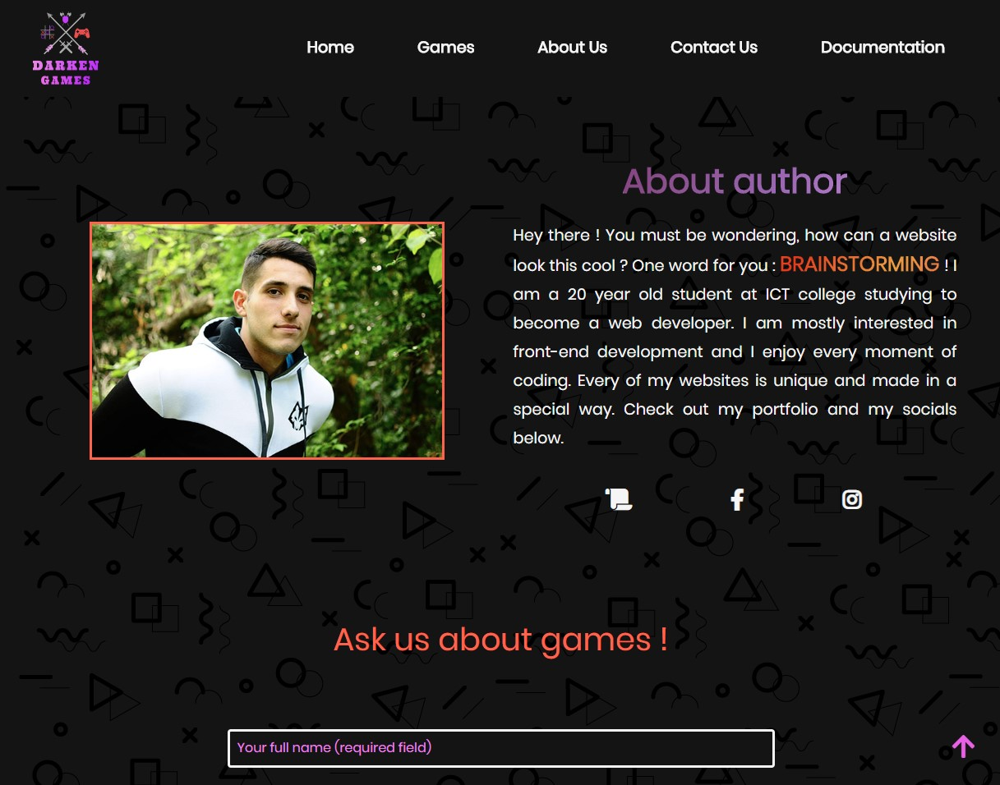 DARKEN
GAMES
Home Games About Us Contact Us Documentation
About author
Hey there ! You must be wondering, how can a website
look this cool ? One word for you : BRAINSTORMING ! I
am a 20 year old student at ICT college studying to
become a web developer. I am mostly interested in
front-end development and I enjoy every moment of
coding. Every of my websites is unique and made in a
special way. Check out my portfolio and my socials
below.
Ask us about games !
Your full name (required field)